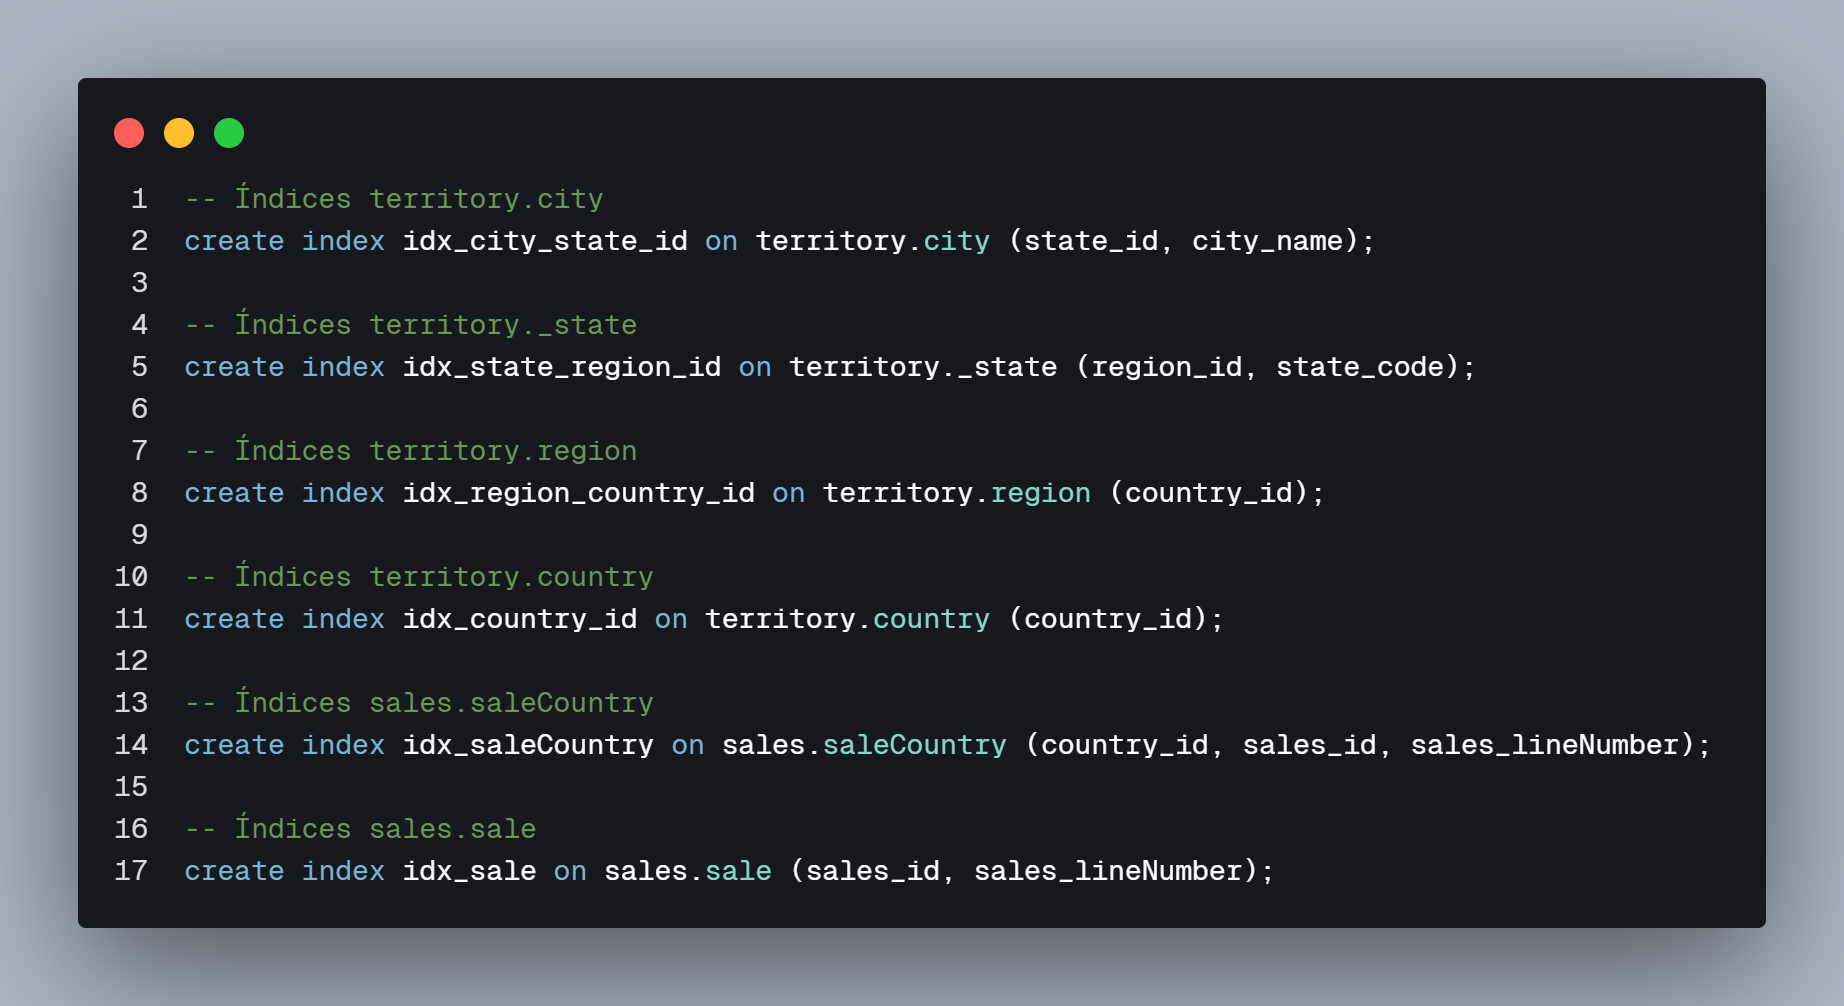 1 -- Índices territory.city
2 create index idx_city_state_id on territory.city (state_id, city_name);
3
4 -- Índices territory._state
5 create index idx_state_region_id on territory._state (region_id, state_code);
6
7 -- Índices territory.region
8 create index idx_region_country_id on territory.region (country_id);
9
10 -- Índices territory.country
11 create index idx_country_id on territory.country (country_id);
12
13 -- Índices sales.saleCountry
14 create index idx_saleCountry on sales.saleCountry (country_id, sales_id, sales_lineNumber);
15
16 -- Índices sales.sale
17 create index idx_sale on sales.sale (sales_id, sales_lineNumber);